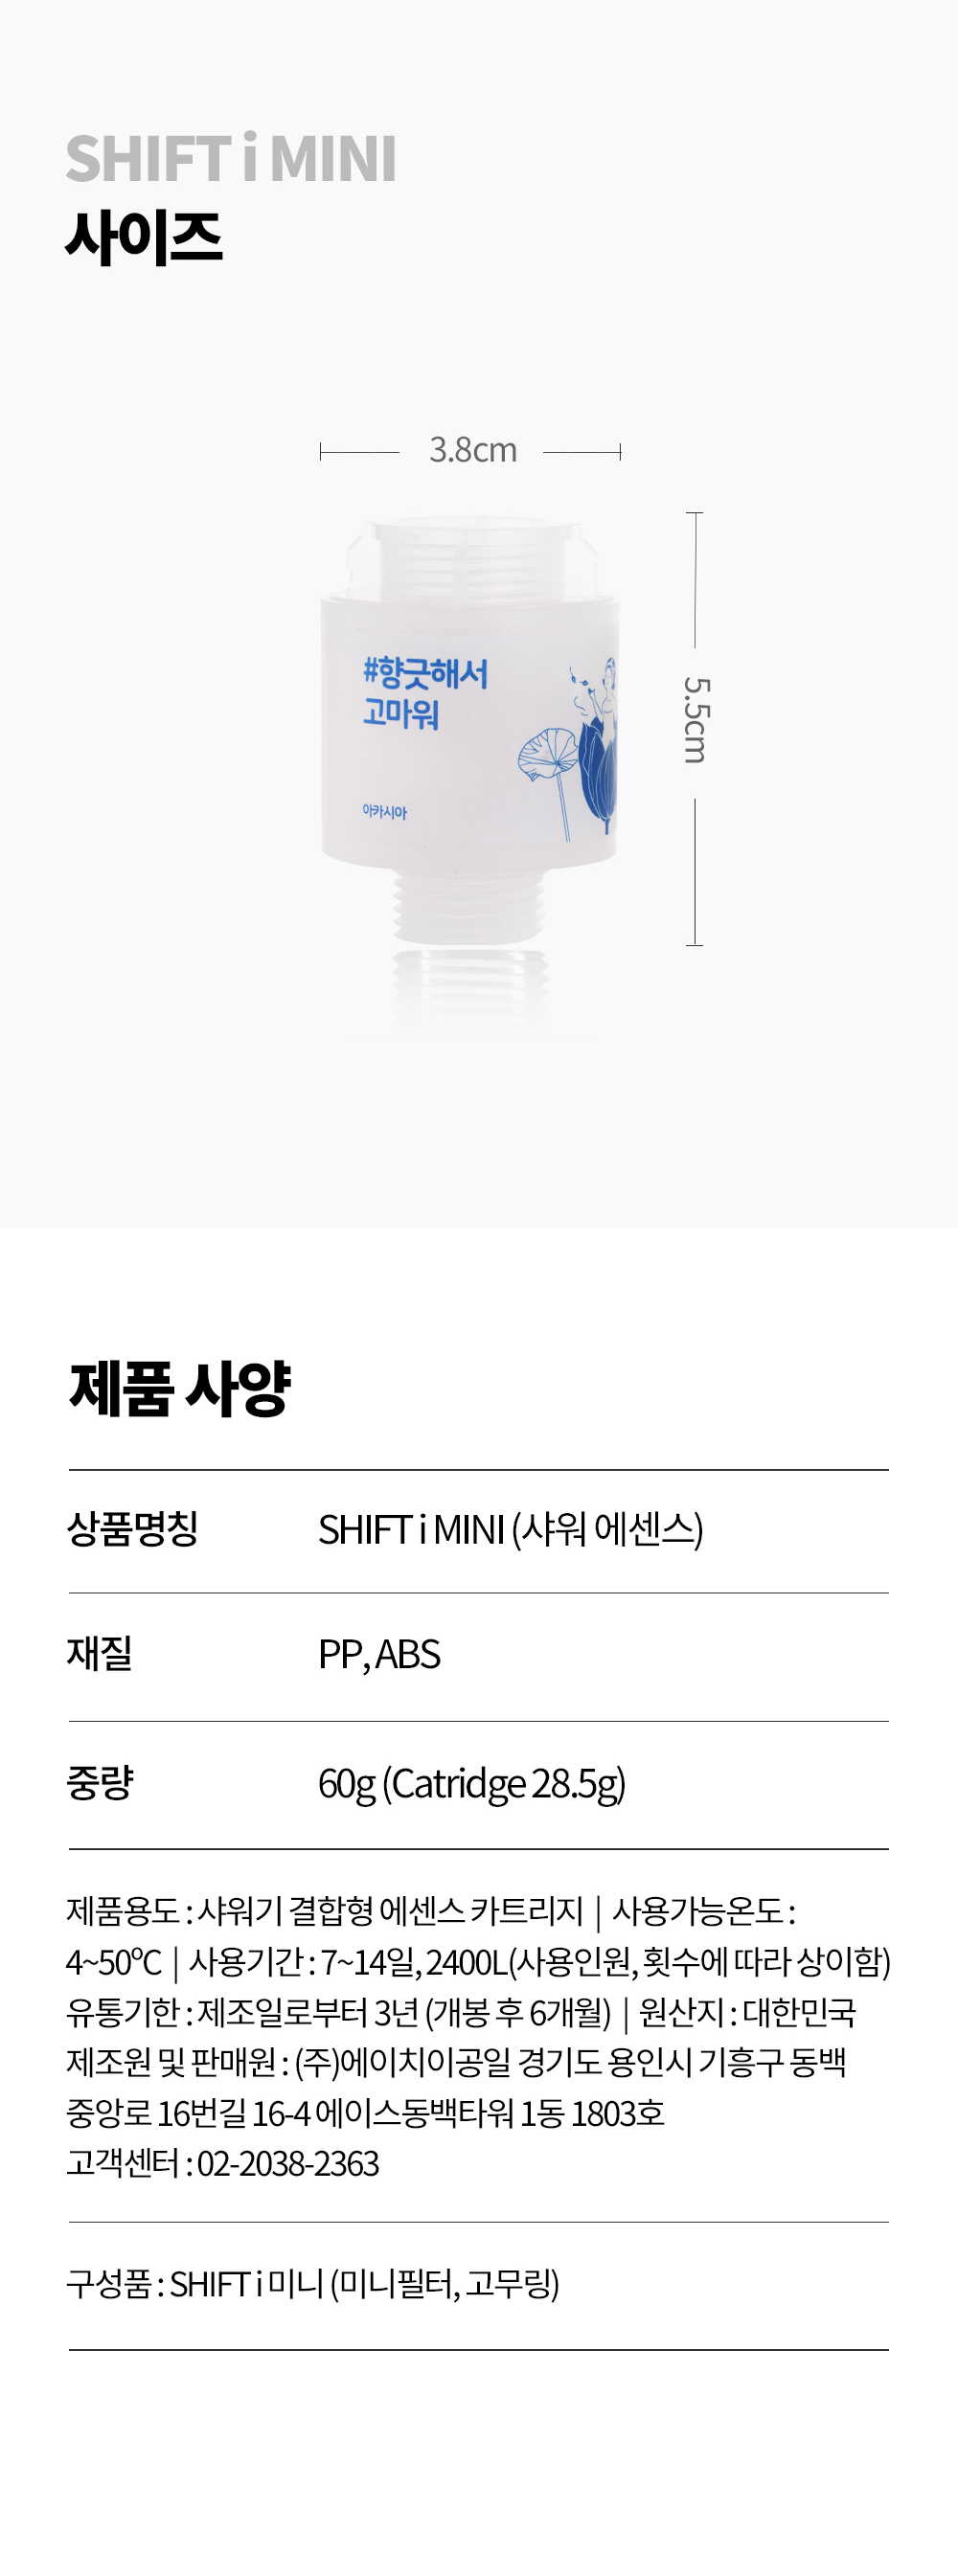 SHIFT i MINI
사이즈
3.8cm
5.5cm
#향긋해서
고마워
아카시아
제품 사양
상품명칭 SHIFT i MINI (샤워 에센스)
재질 PP, ABS
중량 60g (Catridge 28.5g)
제품용도 : 샤워기 결합형 에센스 카트리지 | 사용가능온도 :
4~50℃ | 사용기간 : 7~14일, 2400L(사용인원, 횟수에 따라 상이함)
유통기한 : 제조일로부터 3년 (개봉 후 6개월) | 원산지 : 대한민국
제조원 및 판매원 : (주)에이치이공일 경기도 용인시 기흥구 동백
중앙로 16번길 16-4 에이스동백타워 1동 1803호
고객센터 : 02-2038-2363
구성품 : SHIFT i 미니 (미니필터, 고무링)